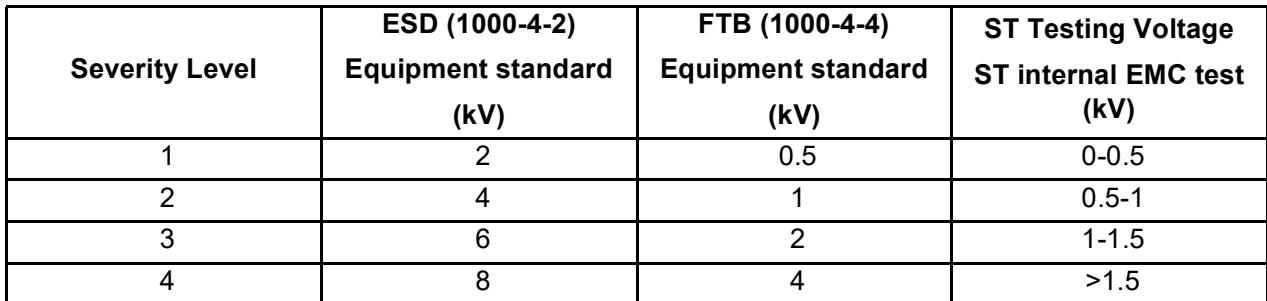 Severity Level
ESD (1000-4-2)
Equipment standard
(kV)
FTB (1000-4-4)
Equipment standard
(kV)
ST Testing Voltage
ST internal EMC test
(kV)
1 2 0.5 0-0.5
2 4 1 0.5-1
3 6 2 1-1.5
4 8 4 >1.5